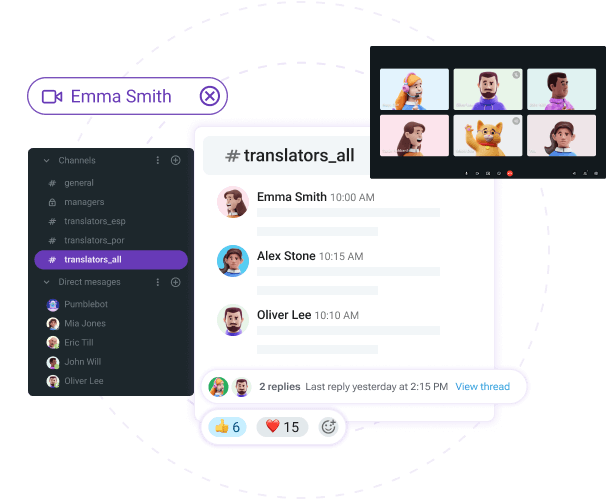 Emma Smith
Channels
# general
managers
# translators_esp
# translators_por
# translators_all
Direct mesages
Pumblebot
Mia Jones
Eric Till
John Will
Oliver Lee
# translators_all
Emma Smith 10:00 AM
Alex Stone 10:15 AM
Oliver Lee 10:10 AM
2 replies Last reply yesterday at 2:15 PM View thread
6
15